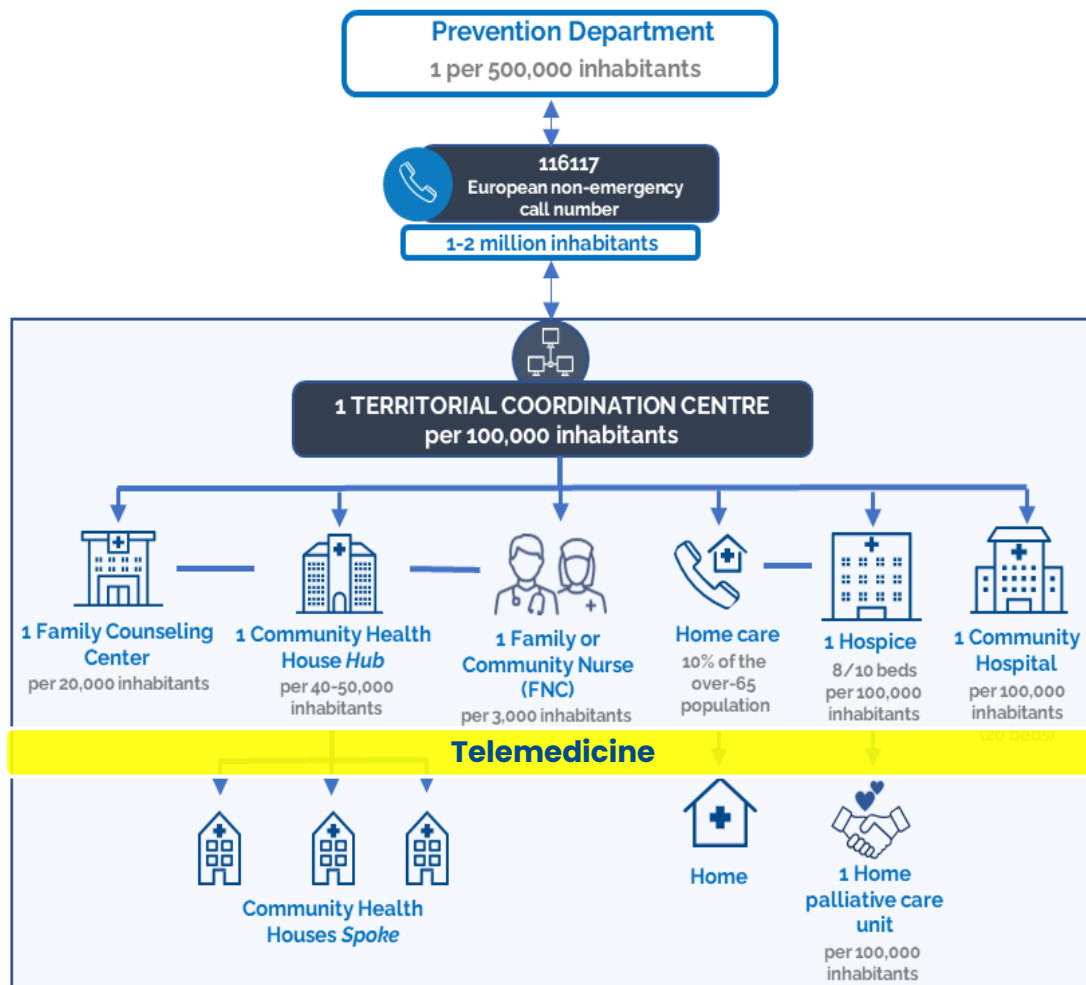 Prevention Department
1 per 500,000 inhabitants
116117
European non-emergency
call number
1-2 million inhabitants
1 TERRITORIAL COORDINATION CENTRE
per 100,000 inhabitants
1 Family Counseling
Center
per 20,000 inhabitants
1 Community Health
House Hub
per 40-50,000
inhabitants
1 Family or
Community Nurse
(FNC)
per 3,000 inhabitants
Home care
10% of the
over-65
population
1 Hospice
8/10 beds
per 100,000
inhabitants
1 Community
Hospital
per 100,000
inhabitants
(20 beds)
Telemedicine
Community Health
Houses Spoke
Home
1 Home
palliative care
unit
per 100,000
inhabitants